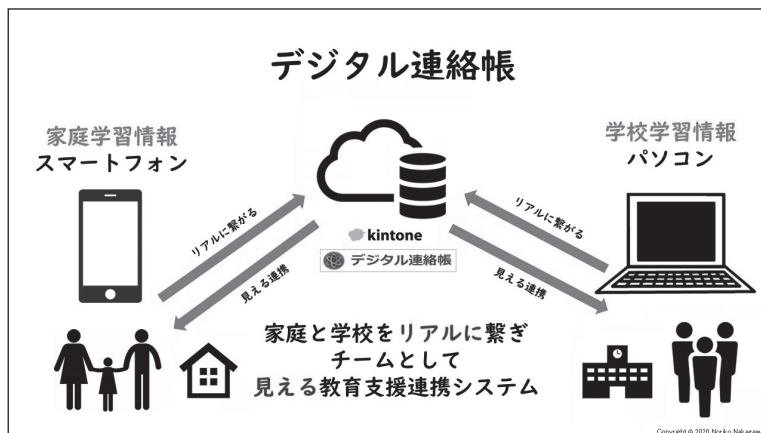 デジタル連絡帳
家庭学習情報
スマートフォン
学校学習情報
パソコン
リアルに繋がる
見える連携
リアルに繋がる
見える連携
kintone
デジタル連絡帳
家庭と学校をリアルに繋ぎ
チームとして
見える教育支援連携システム
Copyright © 2020 Noriko Nakagawa